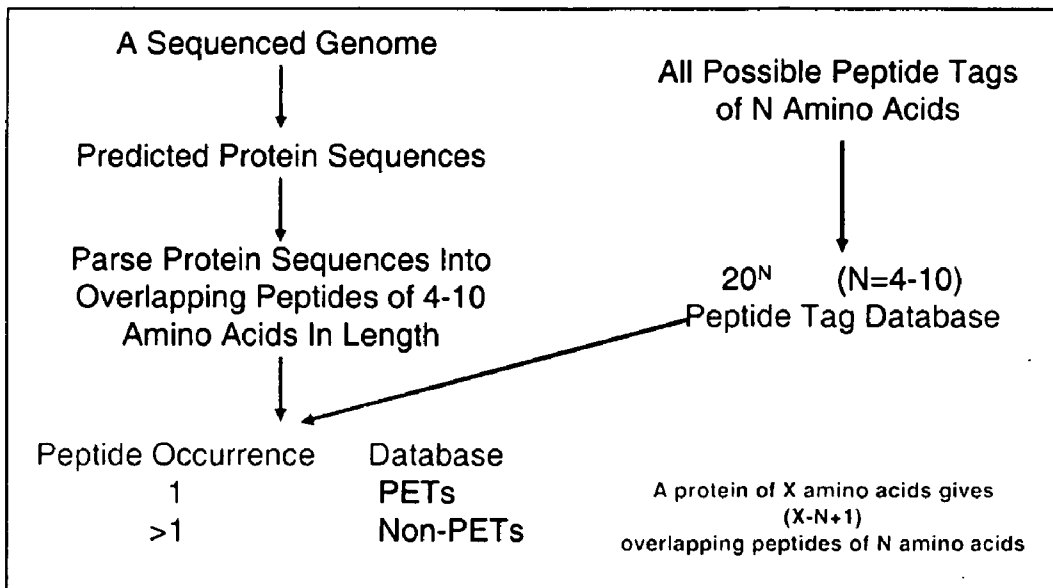 A Sequenced Genome
Predicted Protein Sequences
Parse Protein Sequences Into
Overlapping Peptides of 4-10
Amino Acids In Length
All Possible Peptide Tags
of N Amino Acids
20ᴺ (N=4-10)
Peptide Tag Database
Peptide Occurrence Database
1 PETs
>1 Non-PETs
A protein of X amino acids gives
(X-N+1)
overlapping peptides of N amino acids